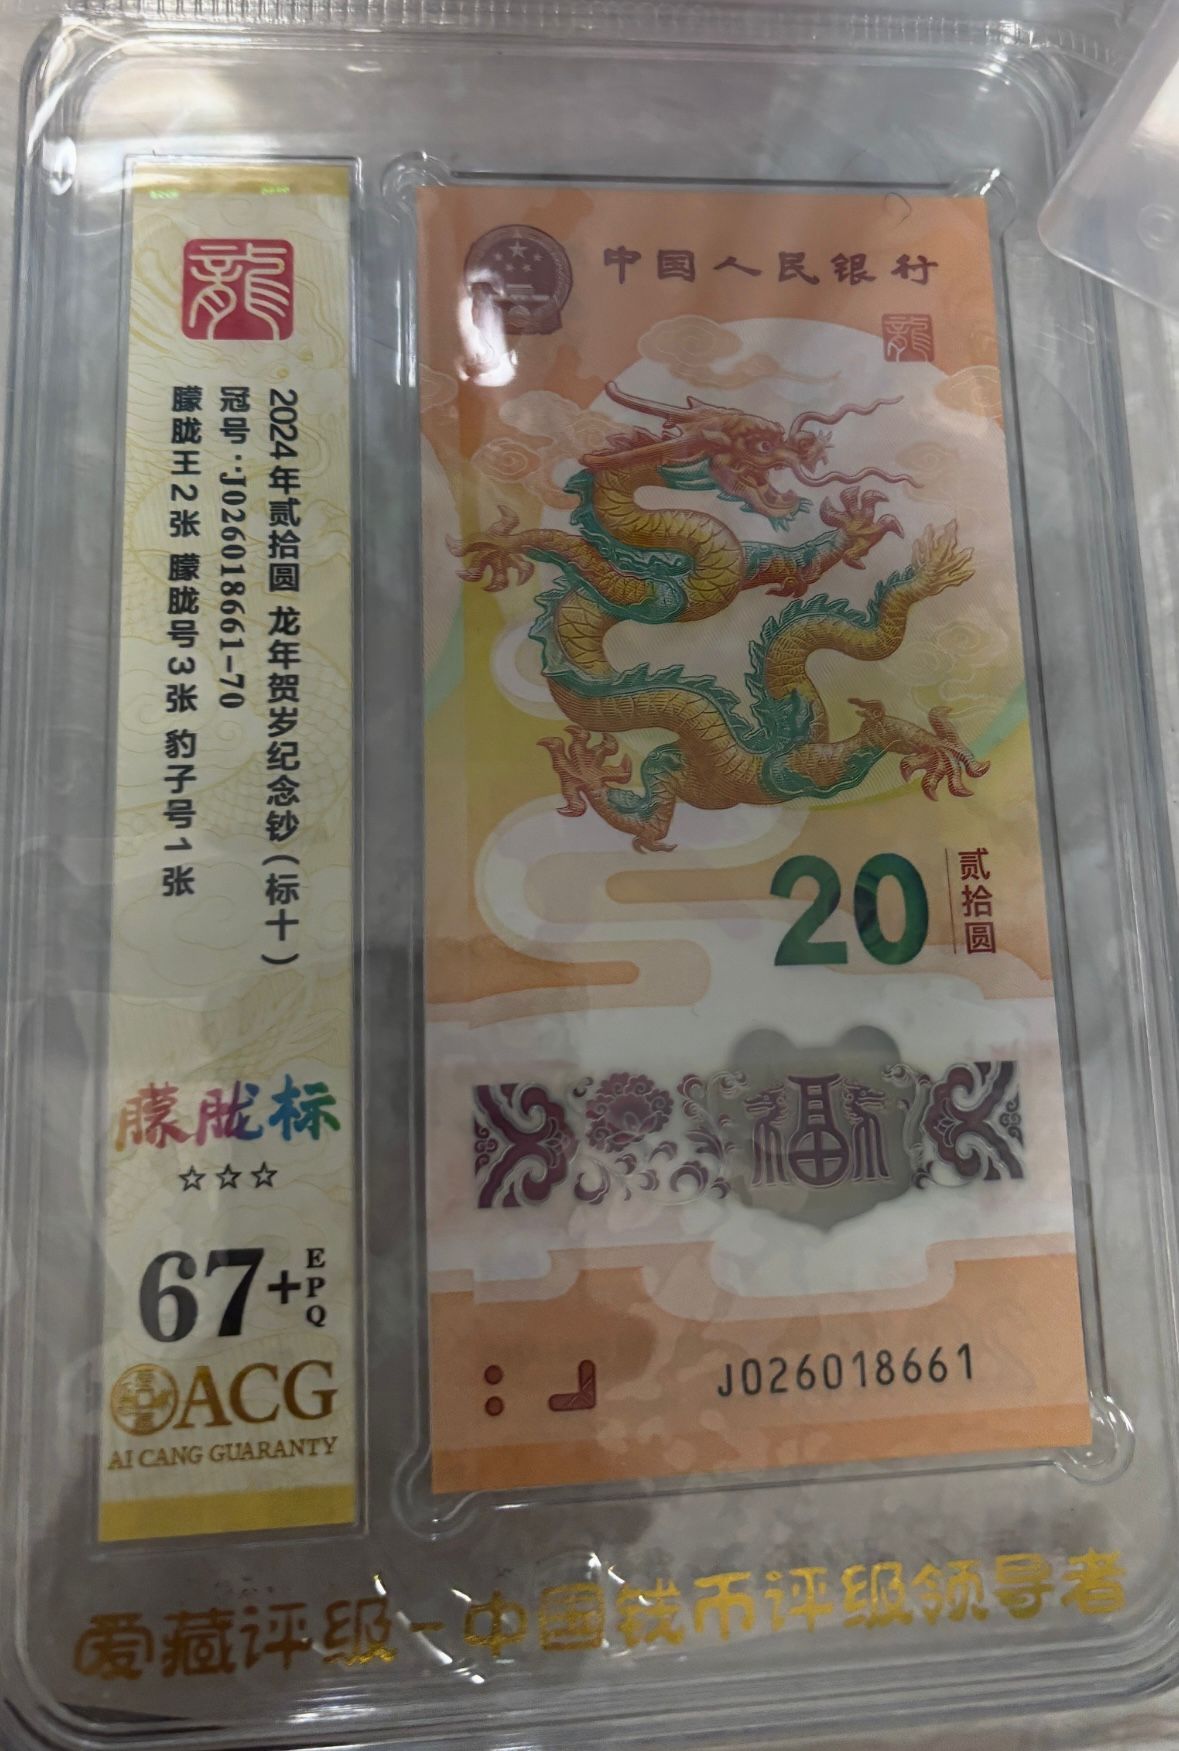 龍
2024年贰拾圆 龙年贺岁纪念钞(标十)
冠号:J026018661-70
朦胧王2张 朦胧号3张 豹子号1张
朦胧标
☆☆☆
67+
EPQ
ACG
AI CANG GUARANTY
中国人民银行
龍
20
贰拾圆
福
J026018661
爱藏评级-中国钱币评级领导者